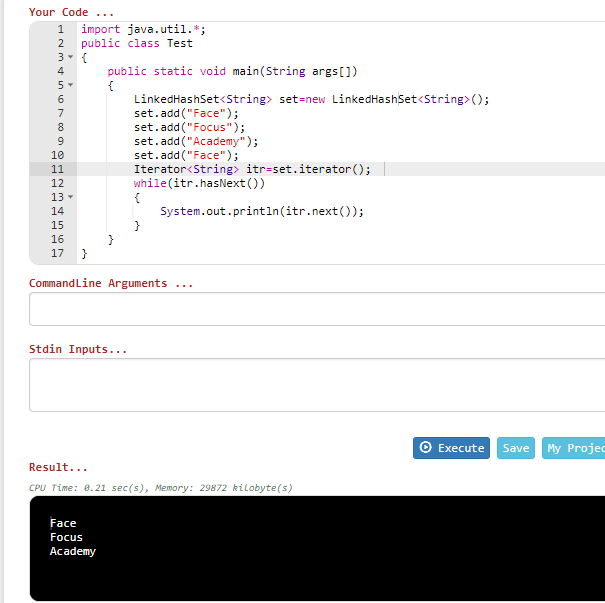 Your Code ...
1 import java.util.*;
2 public class Test
3 {
4     public static void main(String args[])
5     {
6         LinkedHashSet<String> set=new LinkedHashSet<String>();
7         set.add("Face");
8         set.add("Focus");
9         set.add("Academy");
10         set.add("Face");
11         Iterator<String> itr=set.iterator();
12         while(itr.hasNext())
13         {
14             System.out.println(itr.next());
15         }
16     }
17 }
CommandLine Arguments ...
Stdin Inputs...
Execute Save My Projec
Result...
CPU Time: 0.21 sec(s), Memory: 29872 kilobyte(s)
Face
Focus
Academy